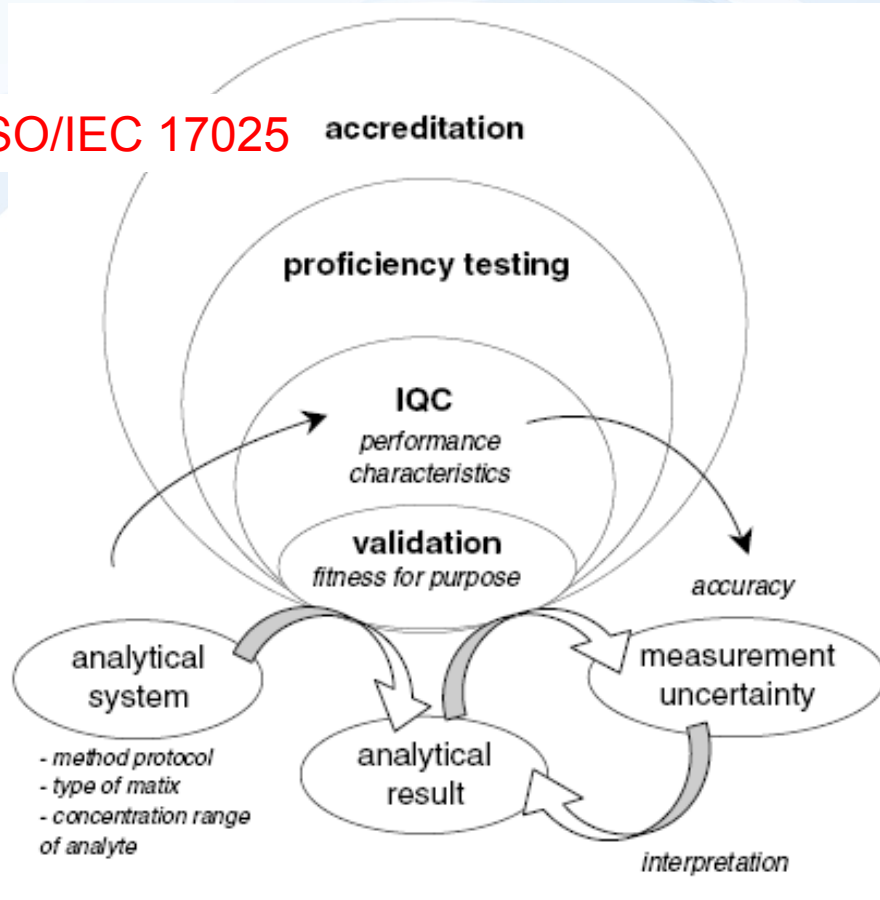 SO/IEC 17025
accreditation
proficiency testing
IQC
performance
characteristics
validation
fitness for purpose
accuracy
analytical
system
measurement
uncertainty
- method protocol
- type of matix
- concentration range
of analyte
analytical
result
interpretation